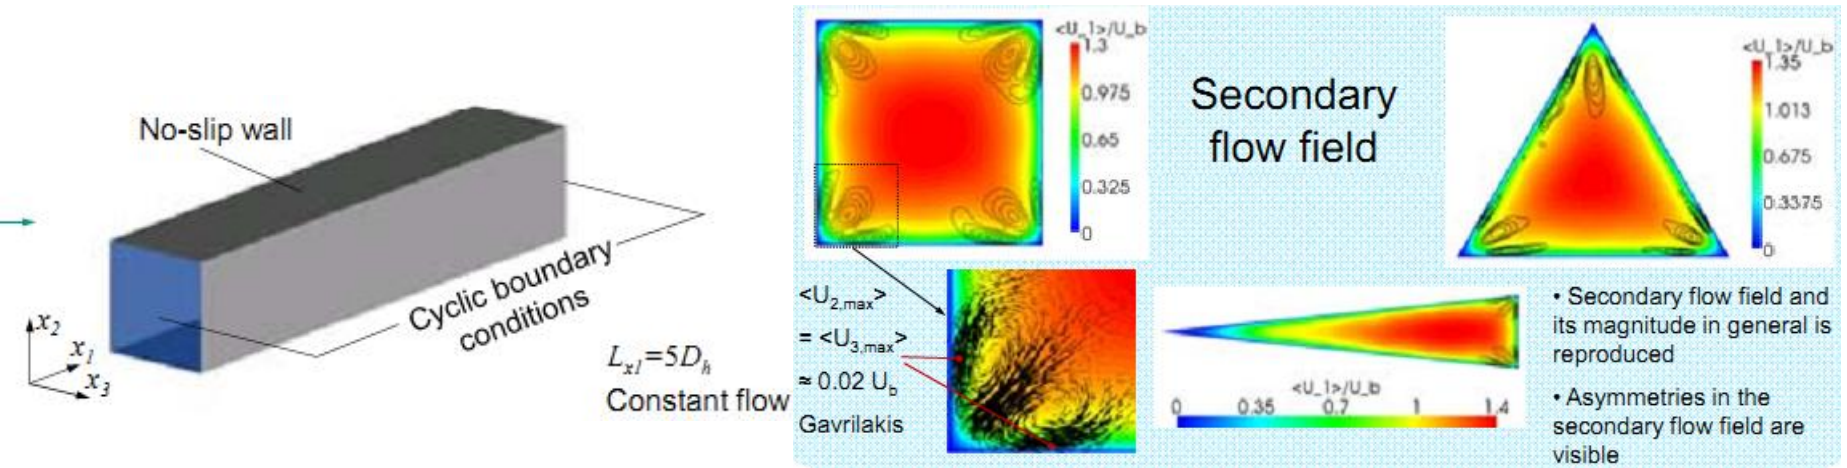 No-slip wall
Cyclic boundary
conditions
x2
x1
x3
Lx1=5Dh
Constant flow
<U_1>/U_b
1.3
0.975
0.65
0.325
0
Secondary
flow field
<U_1>/U_b
1.35
1.013
0.675
0.3375
0
<U2,max>
= <U3,max>
≈ 0.02 Ub
Gavrilakis
<U_1>/U_b
0 0.35 0.7 1 1.4
• Secondary flow field and
its magnitude in general is
reproduced
• Asymmetries in the
secondary flow field are
visible